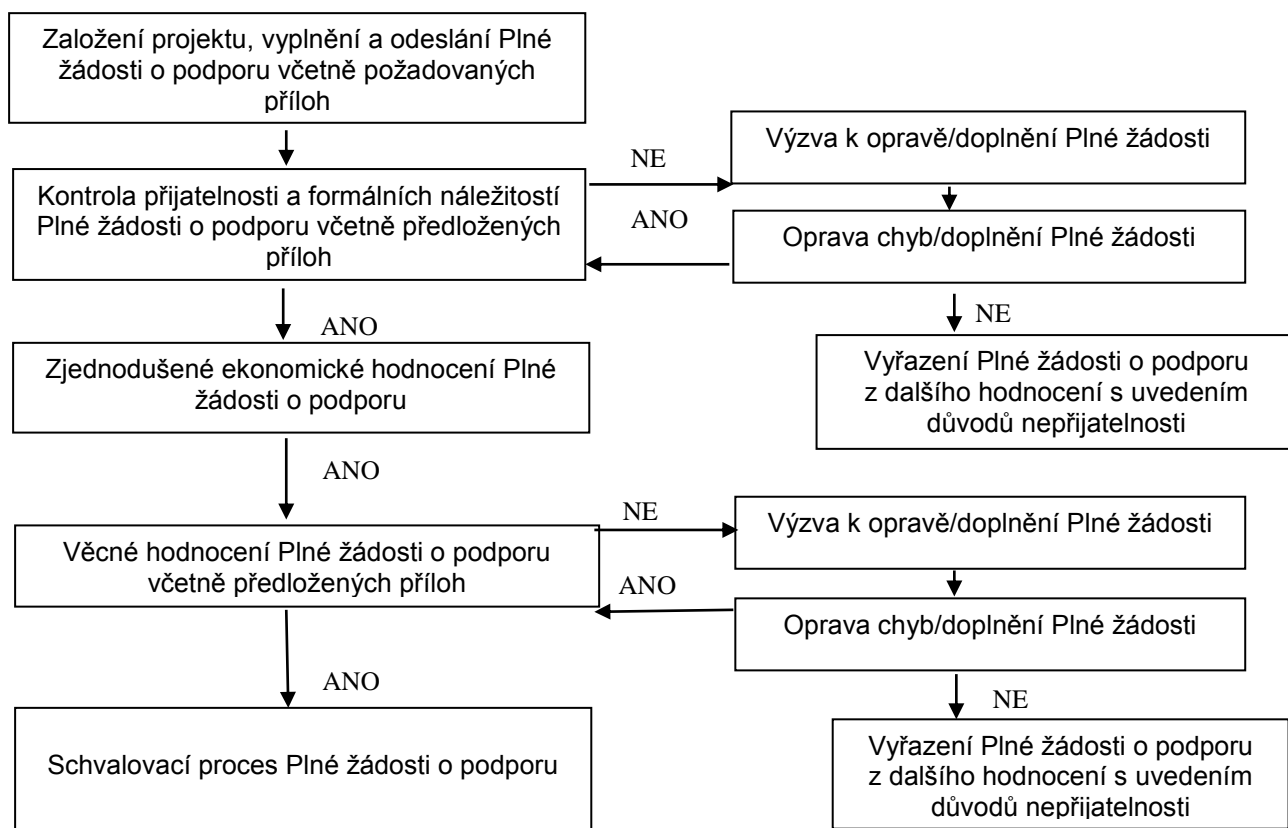 Založení projektu, vyplnění a odeslání Plné
žádosti o podporu včetně požadovaných
příloh
NE
Výzva k opravě/doplnění Plné žádosti
Kontrola přijatelnosti a formálních náležitostí
Plné žádosti o podporu včetně předložených
příloh
ANO
Oprava chyb/doplnění Plné žádosti
ANO
NE
Zjednodušené ekonomické hodnocení Plné
žádosti o podporu
Vyřazení Plné žádosti o podporu
z dalšího hodnocení s uvedením
důvodů nepřijatelnosti
ANO
NE
Výzva k opravě/doplnění Plné žádosti
Věcné hodnocení Plné žádosti o podporu
včetně předložených příloh
ANO
Oprava chyb/doplnění Plné žádosti
ANO
NE
Schvalovací proces Plné žádosti o podporu
Vyřazení Plné žádosti o podporu
z dalšího hodnocení s uvedením
důvodů nepřijatelnosti